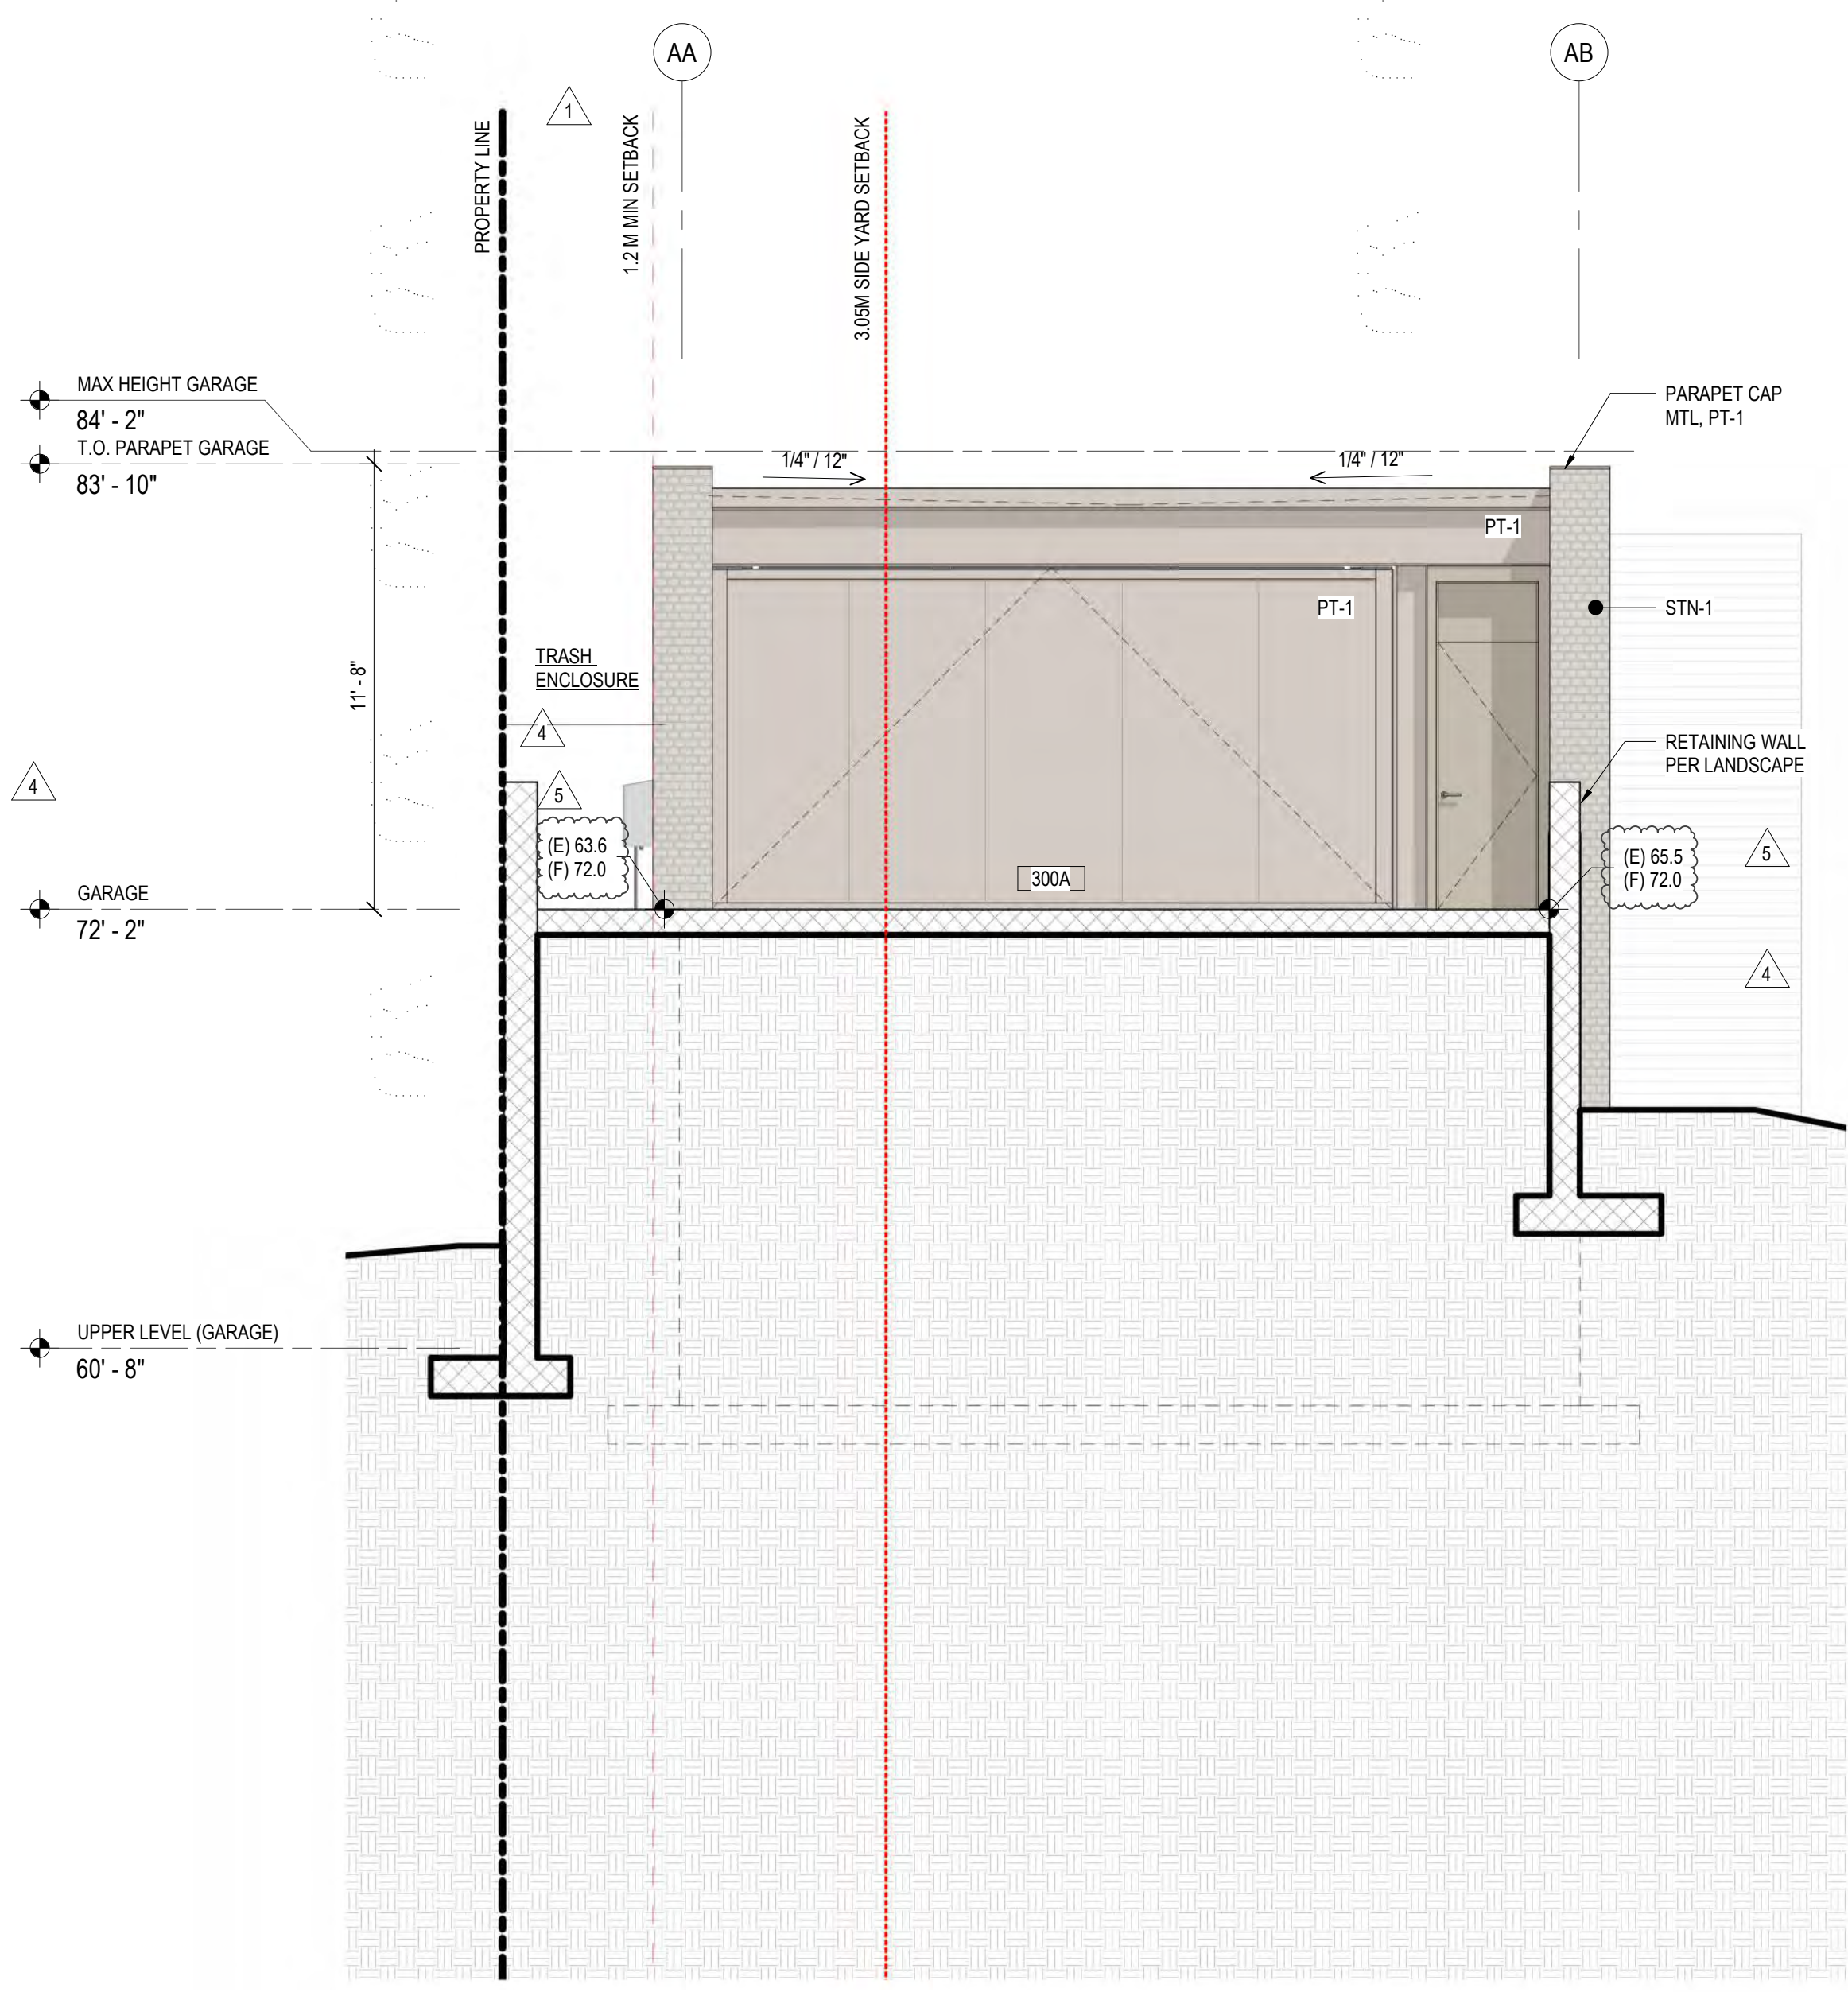 AA
AB
1
PROPERTY LINE
1.2 M MIN SETBACK
3.05M SIDE YARD SETBACK
MAX HEIGHT GARAGE
84' - 2"
T.O. PARAPET GARAGE
83' - 10"
PARAPET CAP
MTL, PT-1
1/4" / 12"
1/4" / 12"
PT-1
PT-1
STN-1
TRASH
ENCLOSURE
11' - 8"
4
4
RETAINING WALL
PER LANDSCAPE
5
(E) 63.6
(F) 72.0
5
(E) 65.5
(F) 72.0
300A
GARAGE
72' - 2"
4
UPPER LEVEL (GARAGE)
60' - 8"